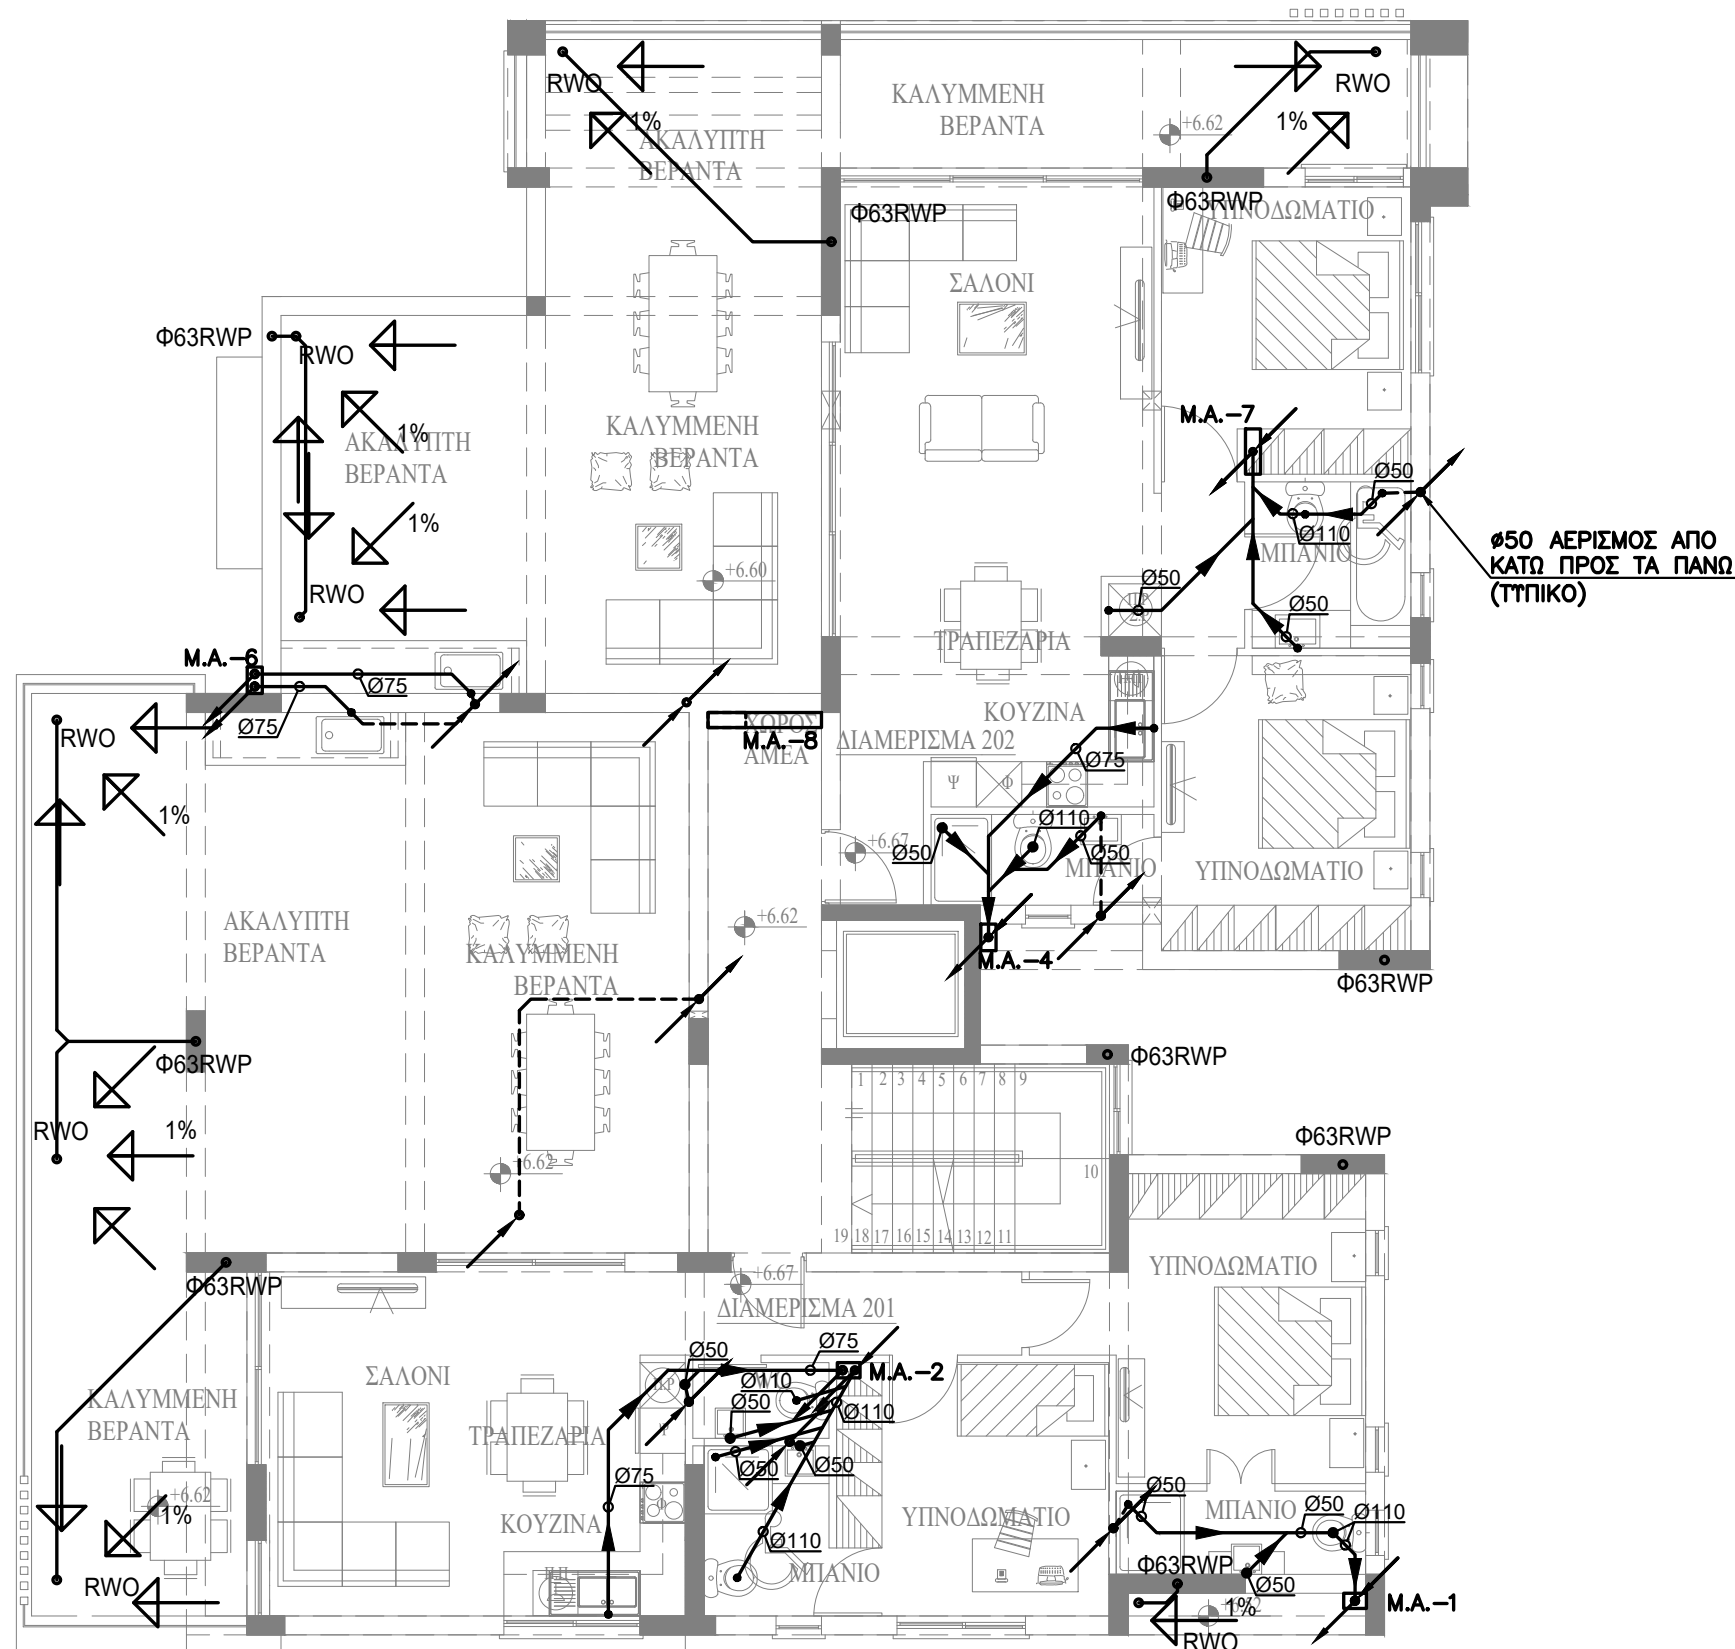 RWO
RWO
ΚΑΛΥΜΜΕΝΗ
ΒΕΡΑΝΤΑ
1%
+6.62
1%
ΑΚΑΛΥΠΤΗ
ΒΕΡΑΝΤΑ
Φ63RWP
Φ63RWP
ΥΠΝΟΔΩΜΑΤΙΟ
ΣΑΛΟΝΙ
Φ63RWP
RWO
Μ.Α.-7
1%
ΑΚΑΛΥΠΤΗ
ΒΕΡΑΝΤΑ
ΚΑΛΥΜΜΕΝΗ
ΒΕΡΑΝΤΑ
Ø50
1%
Ø110
ΜΠΑΝΙΟ
ø50 ΑΕΡΙΣΜΟΣ ΑΠΟ
ΚΑΤΩ ΠΡΟΣ ΤΑ ΠΑΝΩ
(ΤΥΠΙΚΟ)
+6.60
Ø50
RWO
Ø50
ΤΡΑΠΕΖΑΡΙΑ
Μ.Α.-6
Ø75
Ø75
ΚΟΥΖΙΝΑ
RWO
ΧΩΡΟΣ
ΑΜΕΑ
Μ.Α.-8
ΔΙΑΜΕΡΙΣΜΑ 202
Ø75
Ψ
Φ
1%
Ø110
+6.67
Ø50
Ø50
ΜΠΑΝΙΟ
ΥΠΝΟΔΩΜΑΤΙΟ
ΑΚΑΛΥΠΤΗ
ΒΕΡΑΝΤΑ
+6.62
ΚΑΛΥΜΜΕΝΗ
ΒΕΡΑΝΤΑ
Μ.Α.-4
Φ63RWP
Φ63RWP
Φ63RWP
1 2 3 4 5 6 7 8 9
RWO
1%
Φ63RWP
+6.62
10
19 18 17 16 15 14 13 12 11
Φ63RWP
+6.67
ΥΠΝΟΔΩΜΑΤΙΟ
ΔΙΑΜΕΡΙΣΜΑ 201
Ø50
Ø75
ΣΑΛΟΝΙ
Μ.Α.-2
Ø110
ΚΑΛΥΜΜΕΝΗ
ΒΕΡΑΝΤΑ
Ø50
Ø110
ΤΡΑΠΕΖΑΡΙΑ
Ø50
Ø50
Ø75
Ø50
+6.62
1%
ΚΟΥΖΙΝΑ
ΥΠΝΟΔΩΜΑΤΙΟ
ΜΠΑΝΙΟ
Ø50
Ø110
Ø110
ΜΠΑΝΙΟ
Φ63RWP
Ø50
RWO
1%
Μ.Α.-1
RWO